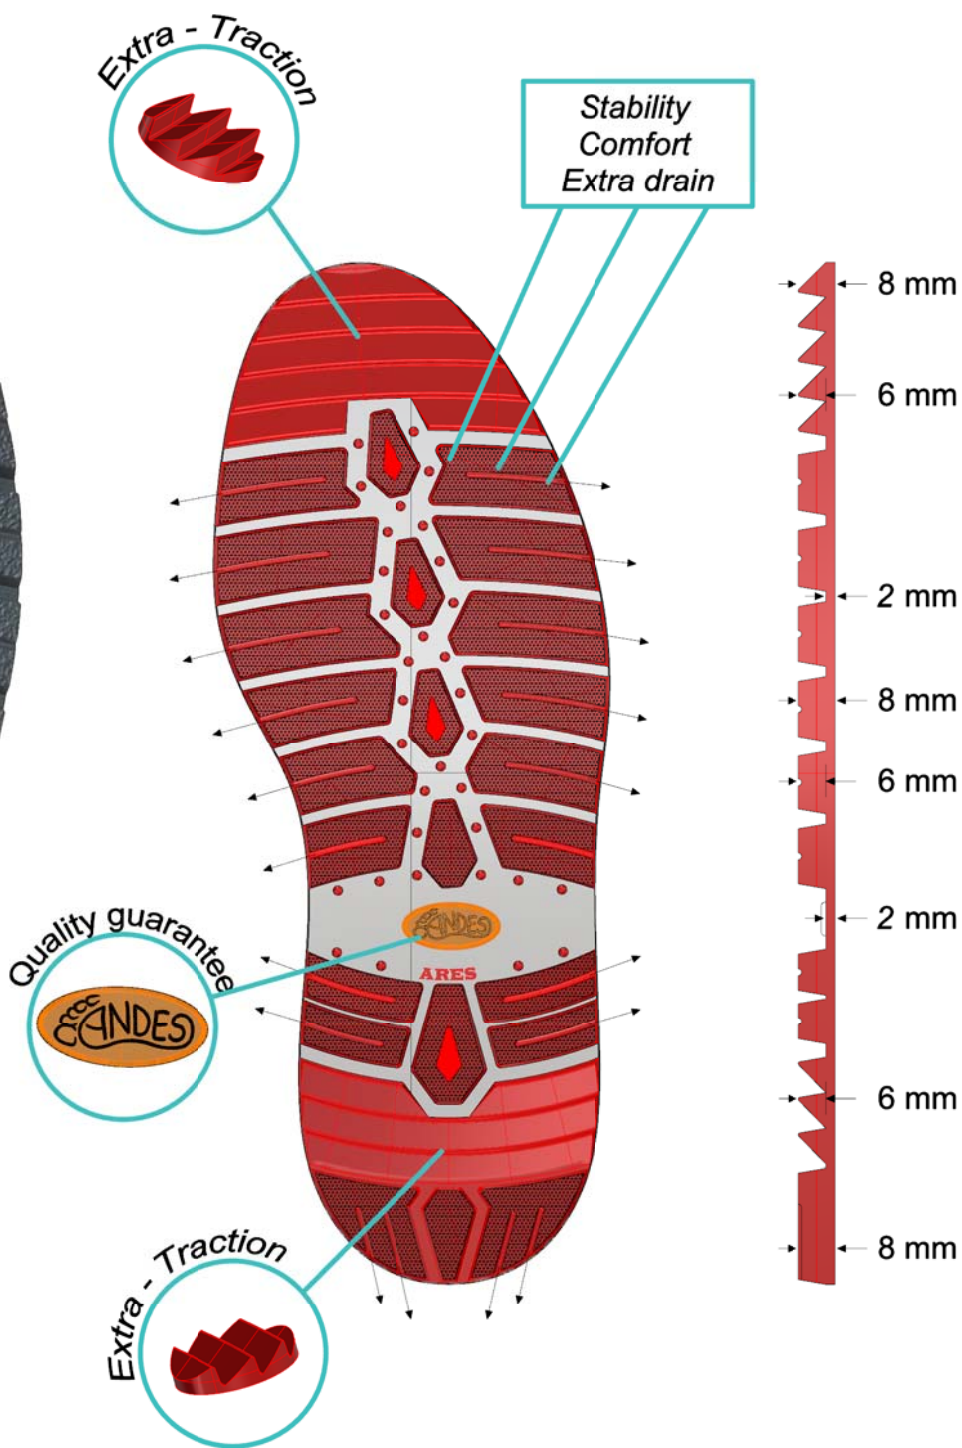 Extra - Traction
Stability
Comfort
Extra drain
8 mm
6 mm
2 mm
8 mm
6 mm
2 mm
6 mm
8 mm
Quality guarantee
ANDES
ANDES
ARES
Extra - Traction